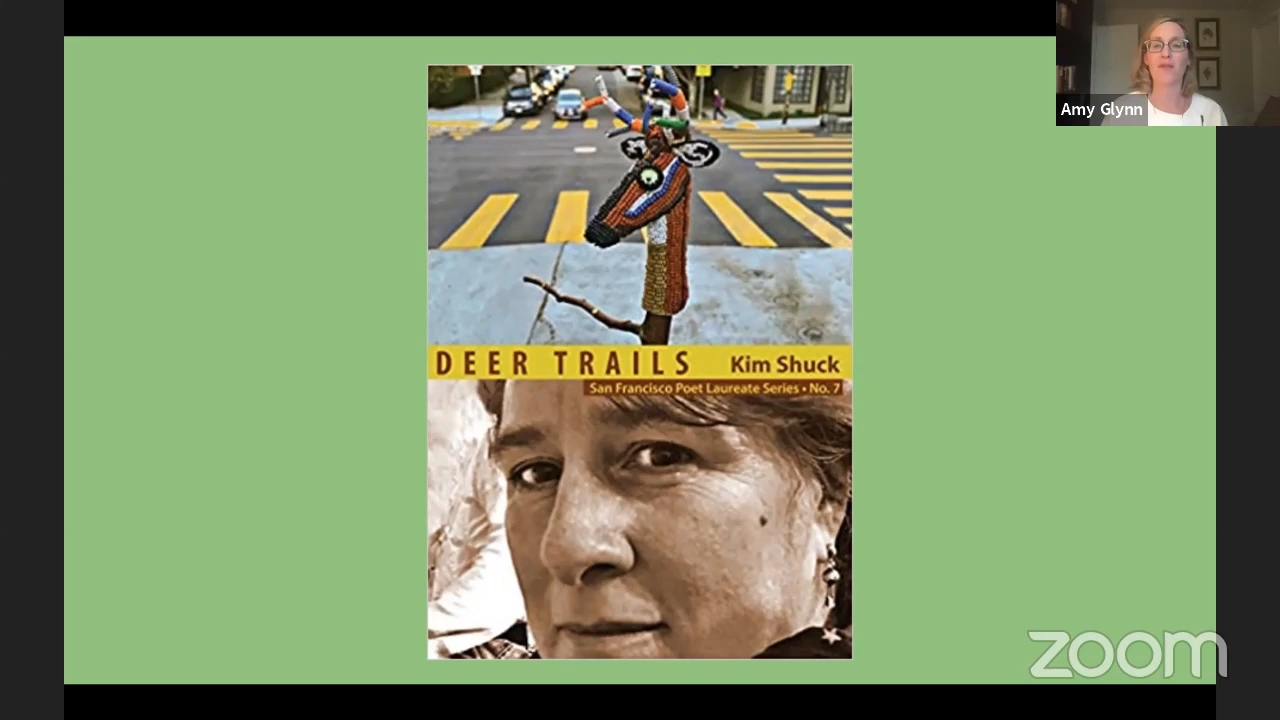 Amy Glynn
DEER TRAILS Kim Shuck
San Francisco Poet Laureate Series • No. 7
zoom